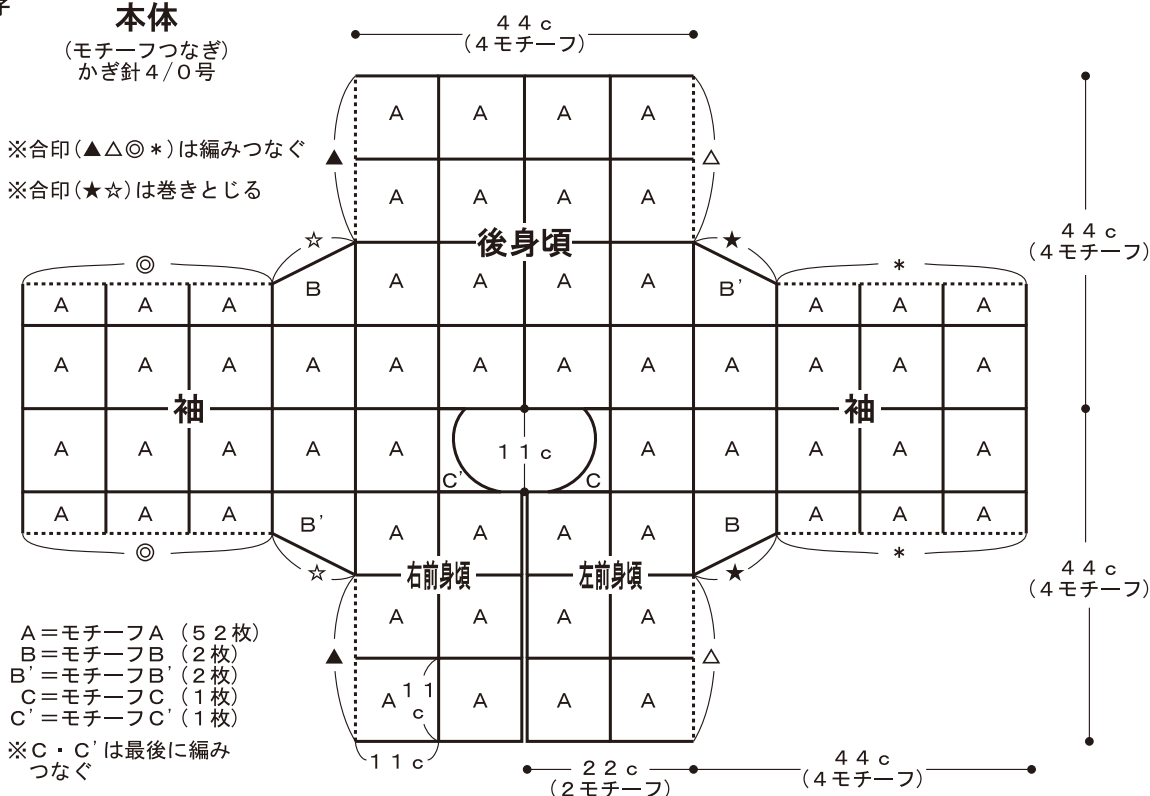 本体
(モチーフつなぎ)
かぎ針4/0号
44c
(4モチーフ)
※合印(▲△◎*)は編みつなぐ
※合印(★☆)は巻きとじる
A A A A
▲ △
A A A A
☆ 後身頃 ★
44c
(4モチーフ)
◎ *
B A A A A B'
A A A A A A
A A A A A A A A A A A A
袖 袖
A A A A A 11c A A A A A
C' C
A A A B' A A A A B A A A
◎ *
☆ 右前身頃 左前身頃 ★
44c
(4モチーフ)
A A A A
▲ △
A A A A
11
c
11c
A=モチーフA(52枚)
B=モチーフB(2枚)
B'=モチーフB'(2枚)
C=モチーフC(1枚)
C'=モチーフC'(1枚)
※C・C'は最後に編み
つなぐ
22c
(2モチーフ)
44c
(4モチーフ)